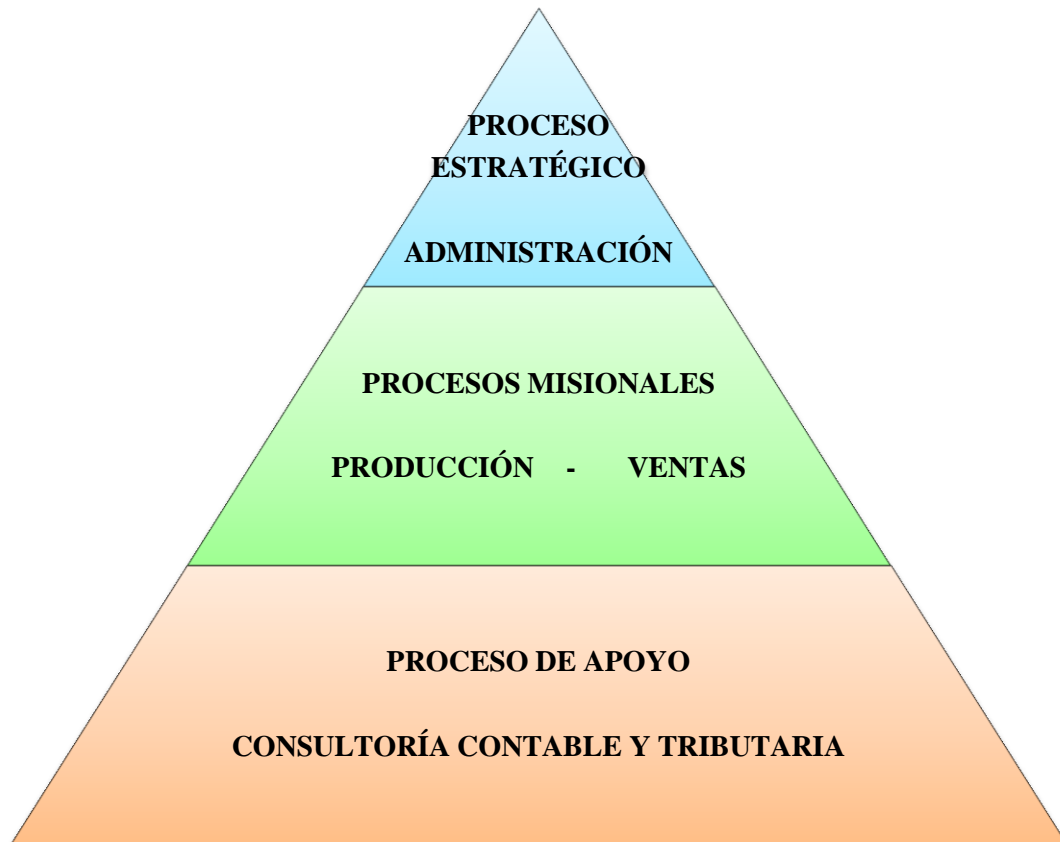 PROCESO
ESTRATÉGICO
ADMINISTRACIÓN
PROCESOS MISIONALES
PRODUCCIÓN - VENTAS
PROCESO DE APOYO
CONSULTORÍA CONTABLE Y TRIBUTARIA